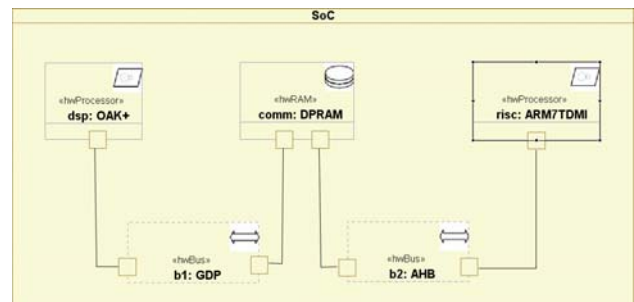 SoC
«hwProcessor»
dsp: OAK+
«hwRAM»
comm: DPRAM
«hwProcessor»
risc: ARM7TDMI
«hwBus»
b1: GDP
«hwBus»
b2: AHB